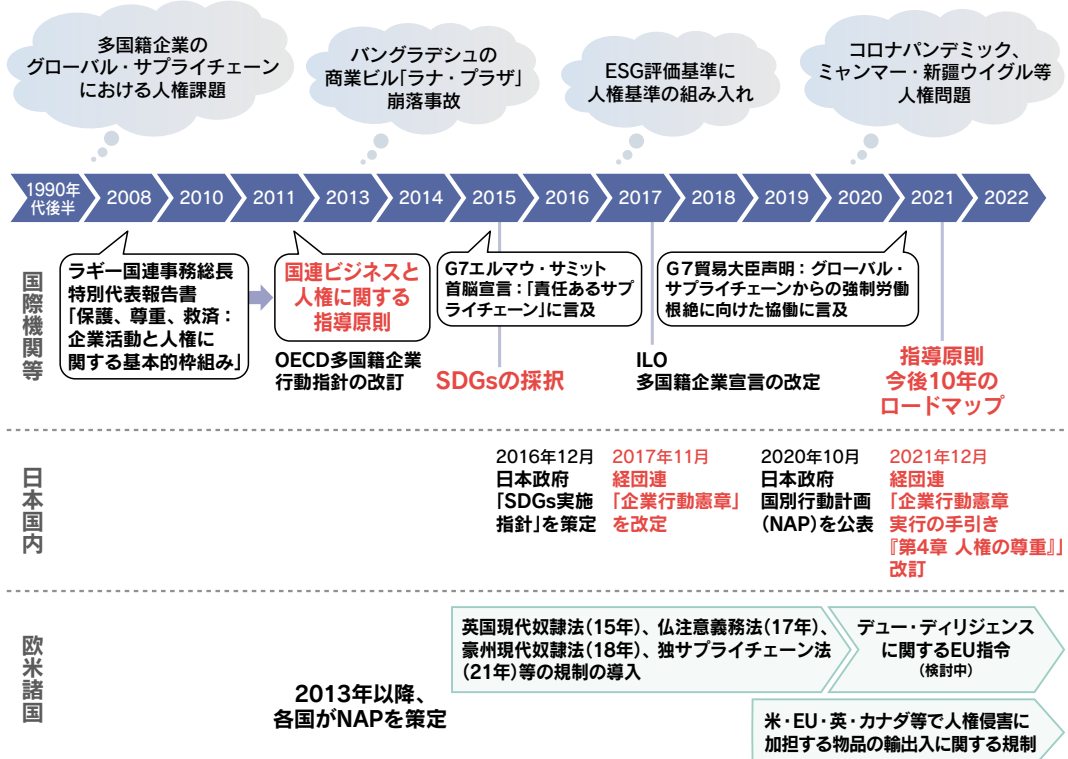 多国籍企業の
グローバル・サプライチェーン
における人権課題
バングラデシュの
商業ビル「ラナ・プラザ」
崩落事故
ESG評価基準に
人権基準の組み入れ
コロナパンデミック、
ミャンマー・新疆ウイグル等
人権問題
1990年
代後半
2008
2010
2011
2013
2014
2015
2016
2017
2018
2019
2020
2021
2022
国際機関等
ラギー国連事務総長
特別代表報告書
「保護、尊重、救済：
企業活動と人権に
関する基本的枠組み」
国連ビジネスと
人権に関する
指導原則
OECD多国籍企業
行動指針の改訂
G7エルマウ・サミット
首脳宣言：「責任あるサプ
ライチェーン」に言及
SDGsの採択
ILO
多国籍企業宣言の改定
G7貿易大臣声明：グローバル・
サプライチェーンからの強制労働
根絶に向けた協働に言及
指導原則
今後10年の
ロードマップ
日本国内
2016年12月
日本政府
「SDGs実施
指針」を策定
2017年11月
経団連
「企業行動憲章」
を改定
2020年10月
日本政府
国別行動計画
（NAP）を公表
2021年12月
経団連
「企業行動憲章
実行の手引き
『第4章 人権の尊重』」
改訂
欧米諸国
2013年以降、
各国がNAPを策定
英国現代奴隷法（15年）、仏注意義務法（17年）、
豪州現代奴隷法（18年）、独サプライチェーン法
（21年）等の規制の導入
デュー・ディリジェンス
に関するEU指令
（検討中）
米・EU・英・カナダ等で人権侵害に
加担する物品の輸出入に関する規制